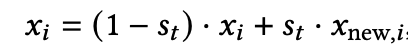 xᵢ = (1 − sₜ) · xᵢ + sₜ · x_new,i,